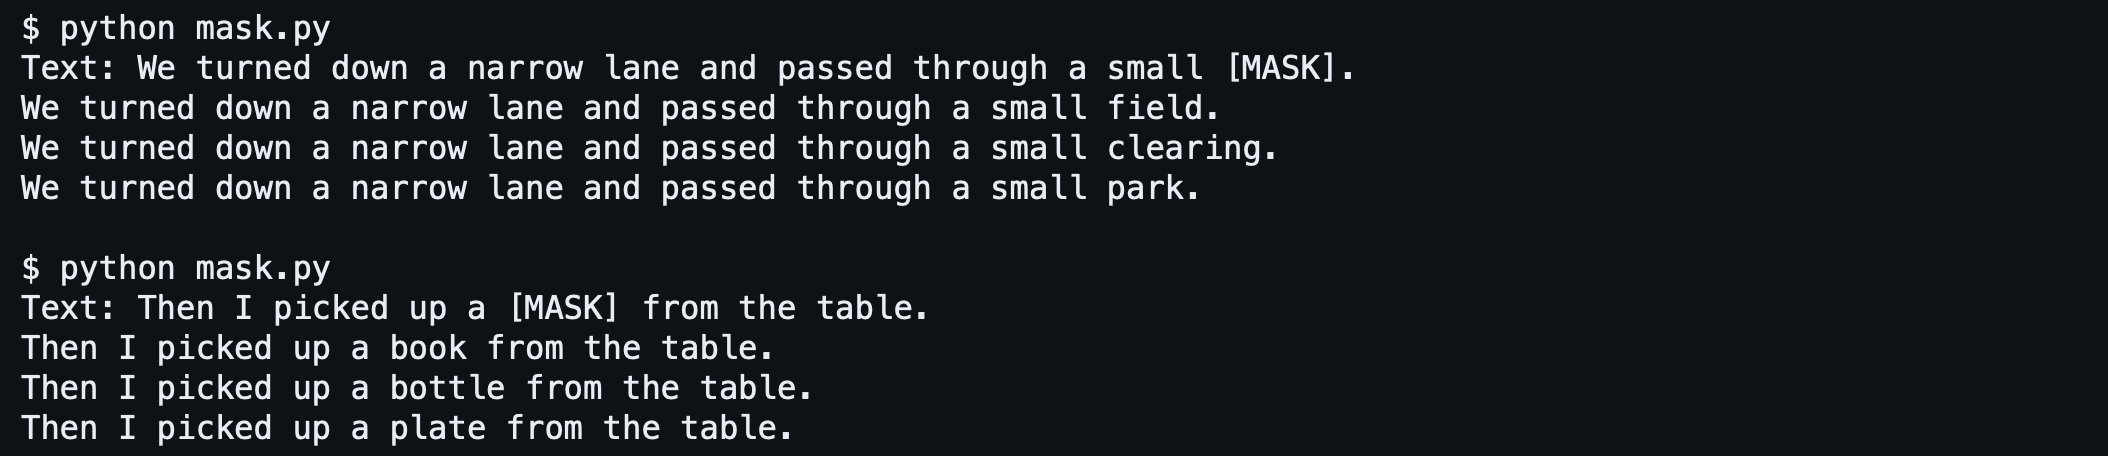 $ python mask.py
Text: We turned down a narrow lane and passed through a small [MASK].
We turned down a narrow lane and passed through a small field.
We turned down a narrow lane and passed through a small clearing.
We turned down a narrow lane and passed through a small park.

$ python mask.py
Text: Then I picked up a [MASK] from the table.
Then I picked up a book from the table.
Then I picked up a bottle from the table.
Then I picked up a plate from the table.